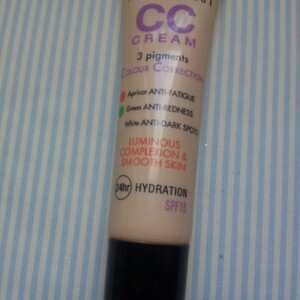 CC
CREAM
3 pigments
COLOUR CORRECTION
Apricot ANTI-FATIGUE
Green ANTI-REDNESS
White ANTI-DARK SPOTS
LUMINOUS
COMPLEXION &
SMOOTH SKIN
24hr HYDRATION
SPF15